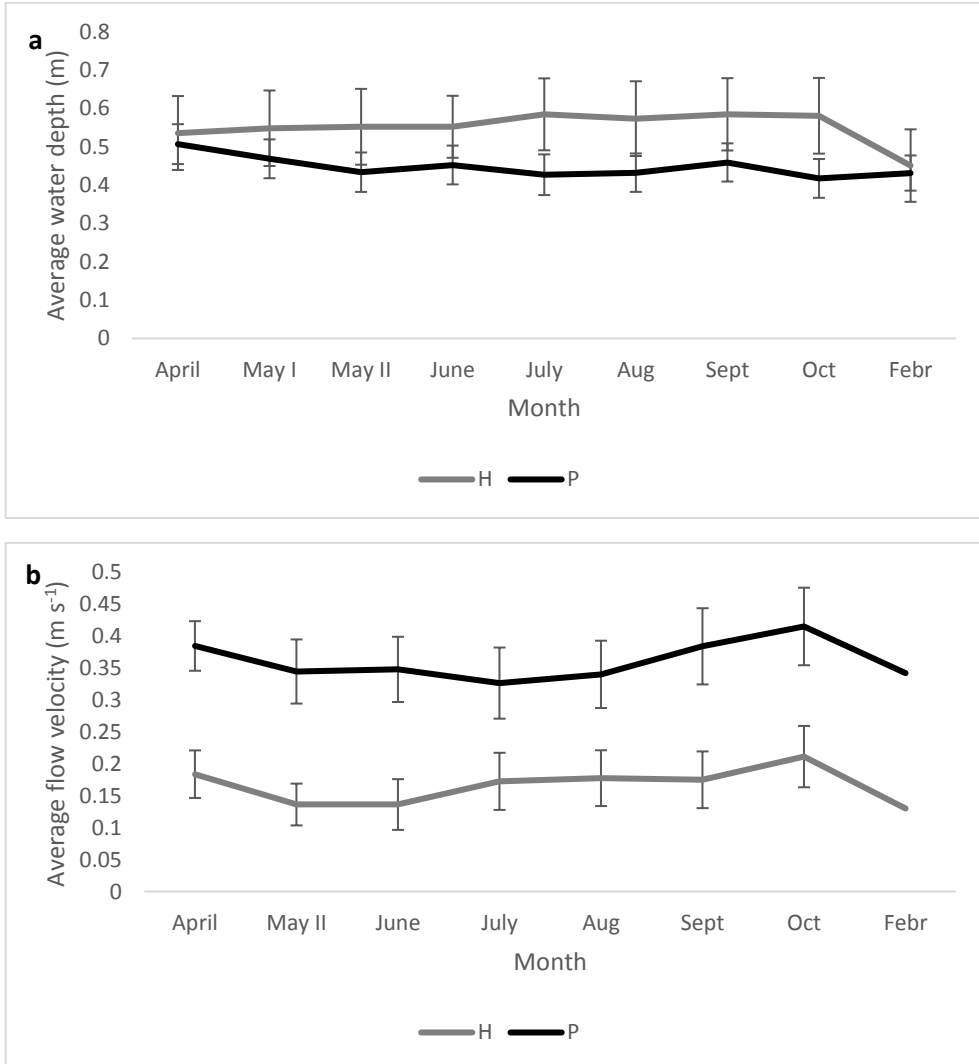 a
Average water depth (m)
0.8
0.7
0.6
0.5
0.4
0.3
0.2
0.1
0
April May I May II June July Aug Sept Oct Febr
Month
H P
b
Average flow velocity (m s-1)
0.5
0.45
0.4
0.35
0.3
0.25
0.2
0.15
0.1
0.05
0
April May II June July Aug Sept Oct Febr
Month
H P